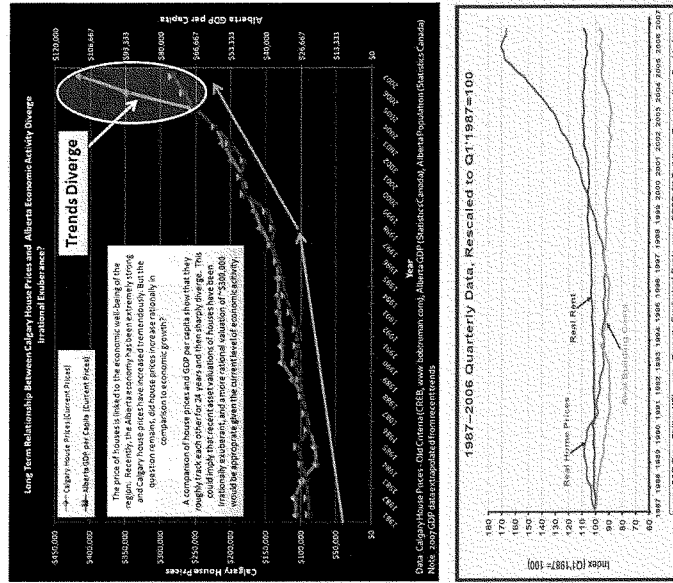 Long Term Relationship Between Calgary House Prices and Alberta Economic Activity Diverge
Irrational Exuberance?
Calgary House Prices (Current Prices)
Alberta GDP per Capita (Current Prices)
The price of houses is linked to the economic well-being of the
region. Recently, the Alberta economy has been extremely strong
and Calgary house prices have increased tremendously. But the
question remains, did house prices increase rationally in
comparison to economic growth?
A comparison of house prices and GDP per capita show that they
roughly track each other for 24 years and then sharply diverge. This
could imply that recent asset valuations of houses have been
irrationally exuberant, and a more rational valuation of ~$300,000
would be appropriate given the current level of economic activity.
Trends Diverge
Calgary House Prices
$450,000
$400,000
$350,000
$300,000
$250,000
$200,000
$150,000
$100,000
$50,000
$0
Alberta GDP per Capita
$120,000
$106,667
$93,333
$80,000
$66,667
$53,333
$40,000
$26,667
$13,333
$0
Year
Data: Calgary House Prices - Old Criteria (CREB, www.bobtruman.com), Alberta GDP (Statistics Canada), Alberta Population (Statistics Canada)
Note: 2007 GDP data extrapolated from recent trends
1987–2006 Quarterly Data, Rescaled to Q1'1987=100
Index (Q1'1987= 100)
180
170
160
150
140
130
120
110
100
90
80
70
60
Real Home Prices
Real Rent
Real Building Costs
1987 1988 1989 1990 1991 1992 1993 1994 1995 1996 1997 1998 1999 2000 2001 2002 2003 2004 2005 2006 2007